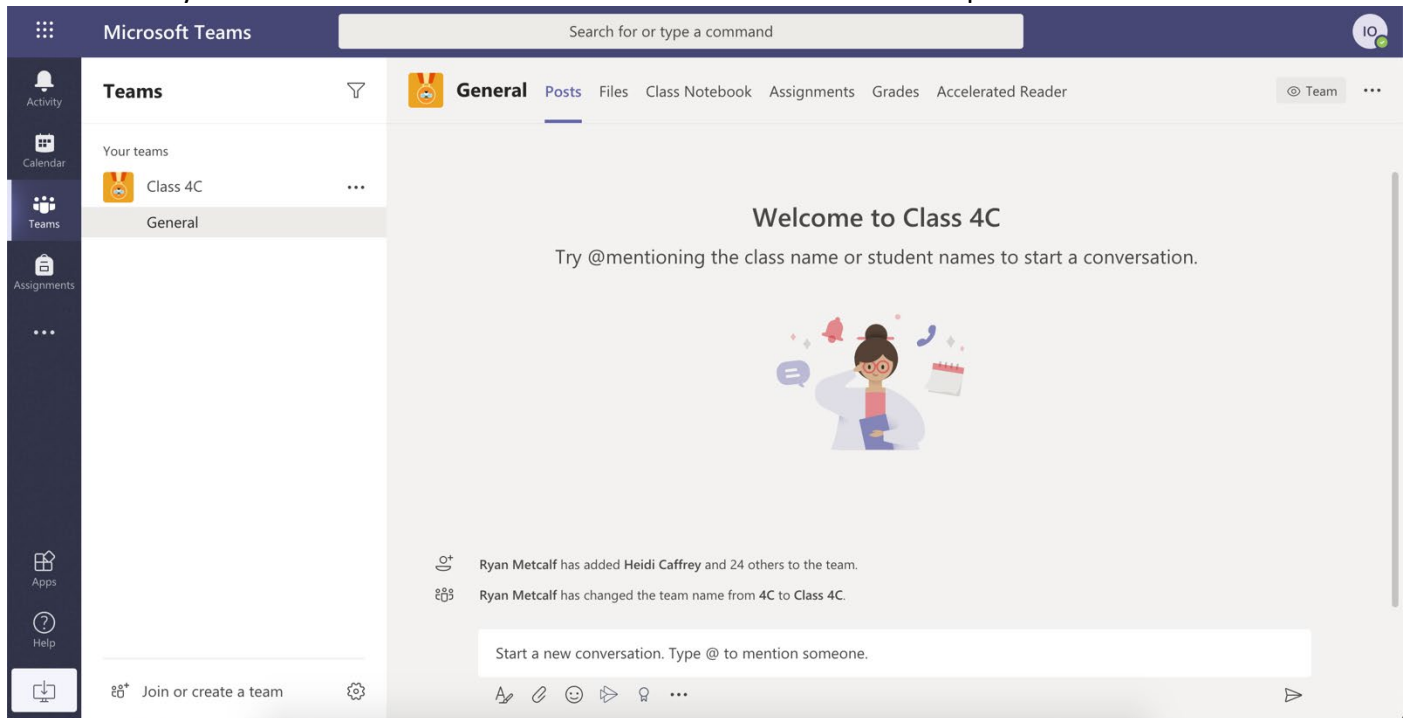 Microsoft Teams
Search for or type a command
IO
Activity
Calendar
Teams
Assignments
Apps
Help
Teams
Your teams
Class 4C
General
Join or create a team
General Posts Files Class Notebook Assignments Grades Accelerated Reader
Team
Welcome to Class 4C
Try @mentioning the class name or student names to start a conversation.
Ryan Metcalf has added Heidi Caffrey and 24 others to the team.
Ryan Metcalf has changed the team name from 4C to Class 4C.
Start a new conversation. Type @ to mention someone.